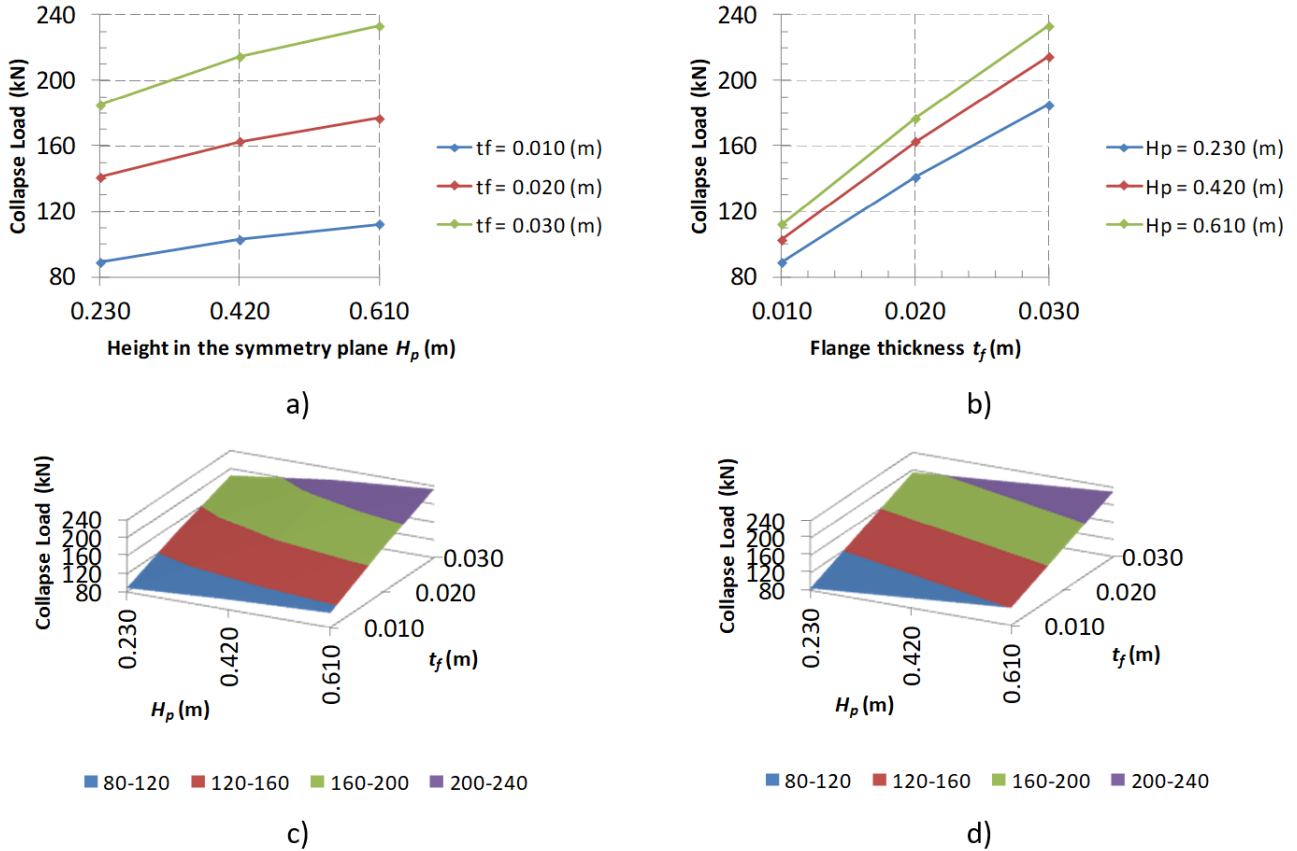 240
200
160
120
80
Collapse Load (kN)
0.230 0.420 0.610
Height in the symmetry plane Hp (m)
tf = 0.010 (m)
tf = 0.020 (m)
tf = 0.030 (m)
a)
240
200
160
120
80
Collapse Load (kN)
0.010 0.020 0.030
Flange thickness tf (m)
Hp = 0.230 (m)
Hp = 0.420 (m)
Hp = 0.610 (m)
b)
Collapse Load (kN)
240
200
160
120
80
0.230
0.420
0.610
Hp (m)
0.030
0.020
0.010
tf (m)
80-120 120-160 160-200 200-240
c)
Collapse Load (kN)
240
200
160
120
80
0.230
0.420
0.610
Hp (m)
0.030
0.020
0.010
tf (m)
80-120 120-160 160-200 200-240
d)